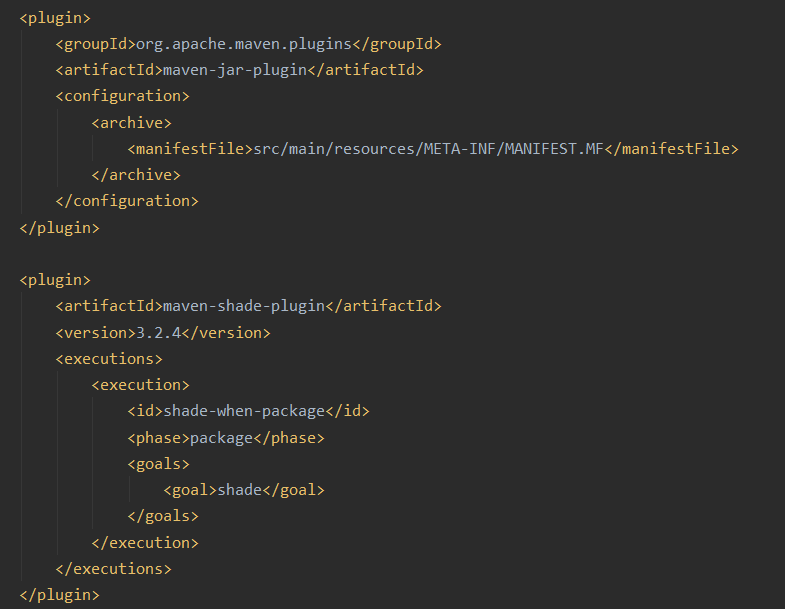 <plugin>
<groupId>org.apache.maven.plugins</groupId>
<artifactId>maven-jar-plugin</artifactId>
<configuration>
<archive>
<manifestFile>src/main/resources/META-INF/MANIFEST.MF</manifestFile>
</archive>
</configuration>
</plugin>
<plugin>
<artifactId>maven-shade-plugin</artifactId>
<version>3.2.4</version>
<executions>
<execution>
<id>shade-when-package</id>
<phase>package</phase>
<goals>
<goal>shade</goal>
</goals>
</execution>
</executions>
</plugin>